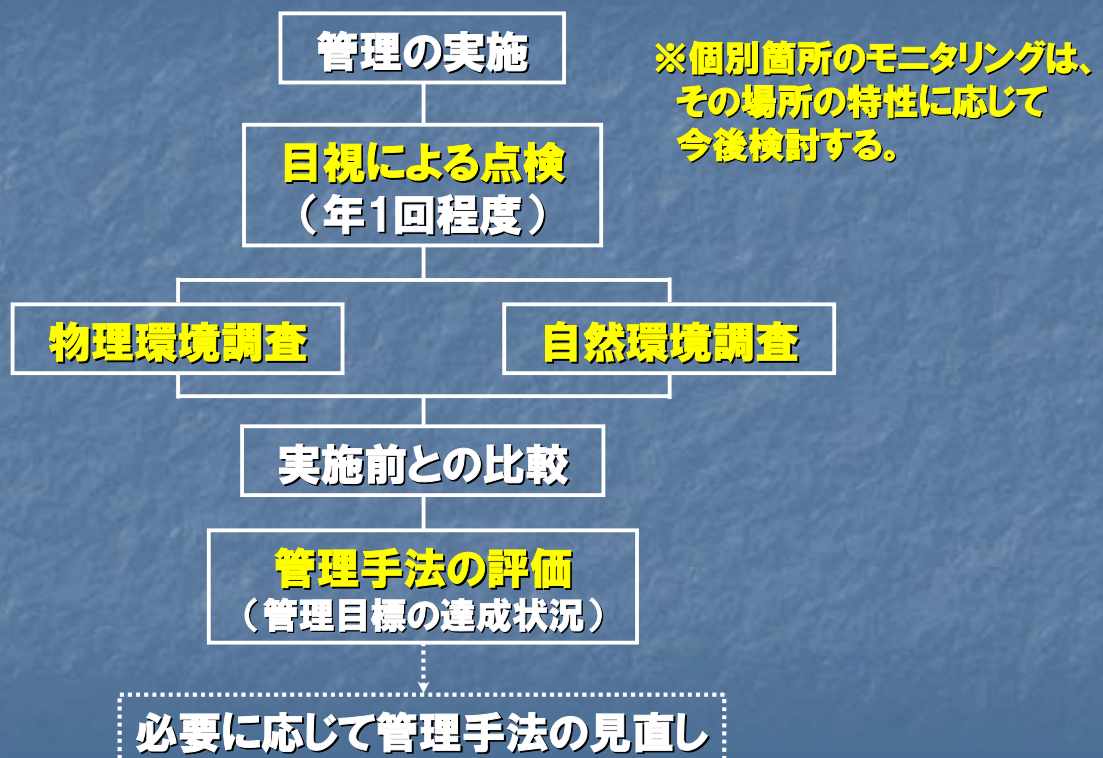 管理の実施
※個別箇所のモニタリングは、
その場所の特性に応じて
今後検討する。
目視による点検
（年1回程度）
物理環境調査
自然環境調査
実施前との比較
管理手法の評価
（管理目標の達成状況）
必要に応じて管理手法の見直し